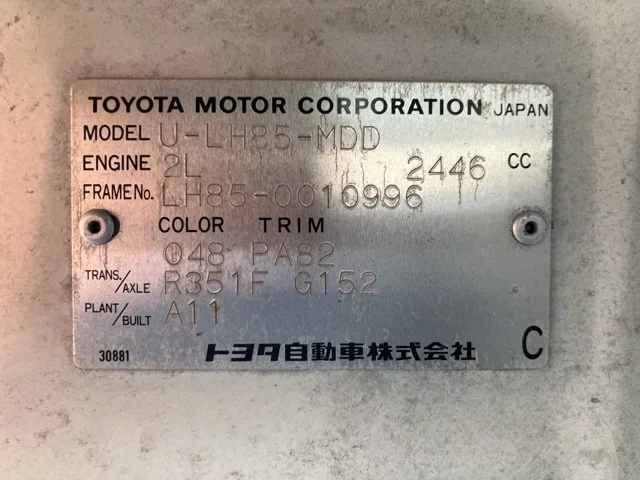 TOYOTA MOTOR CORPORATION JAPAN
MODEL U-LH85-MDD
ENGINE 2L 2446 CC
FRAME No. LH85-0010996
COLOR TRIM
048 PA82
TRANS./AXLE R351F G152
PLANT/BUILT A11
30881 トヨタ自動車株式会社 C